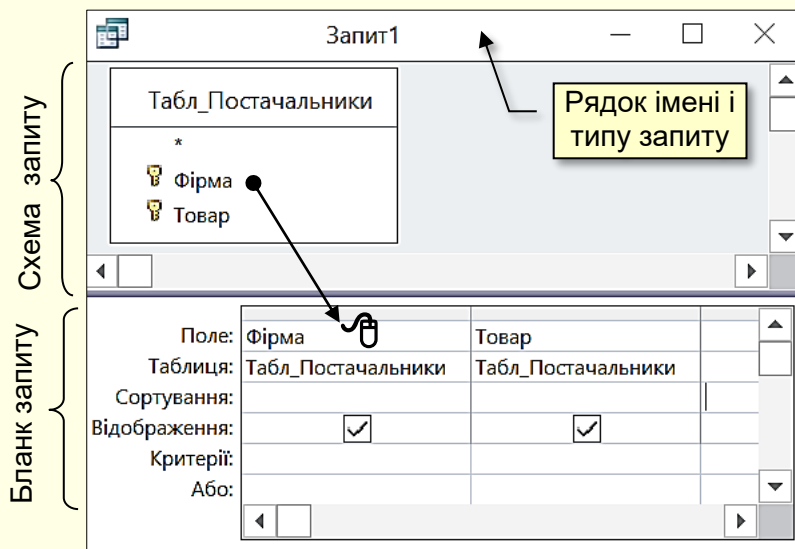 Запит1
Схема запиту
Табл_Постачальники
*
Фірма
Товар
Рядок імені і
типу запиту
Бланк запиту
Поле: Фірма Товар
Таблиця: Табл_Постачальники Табл_Постачальники
Сортування:
Відображення:
Критерії:
Або: